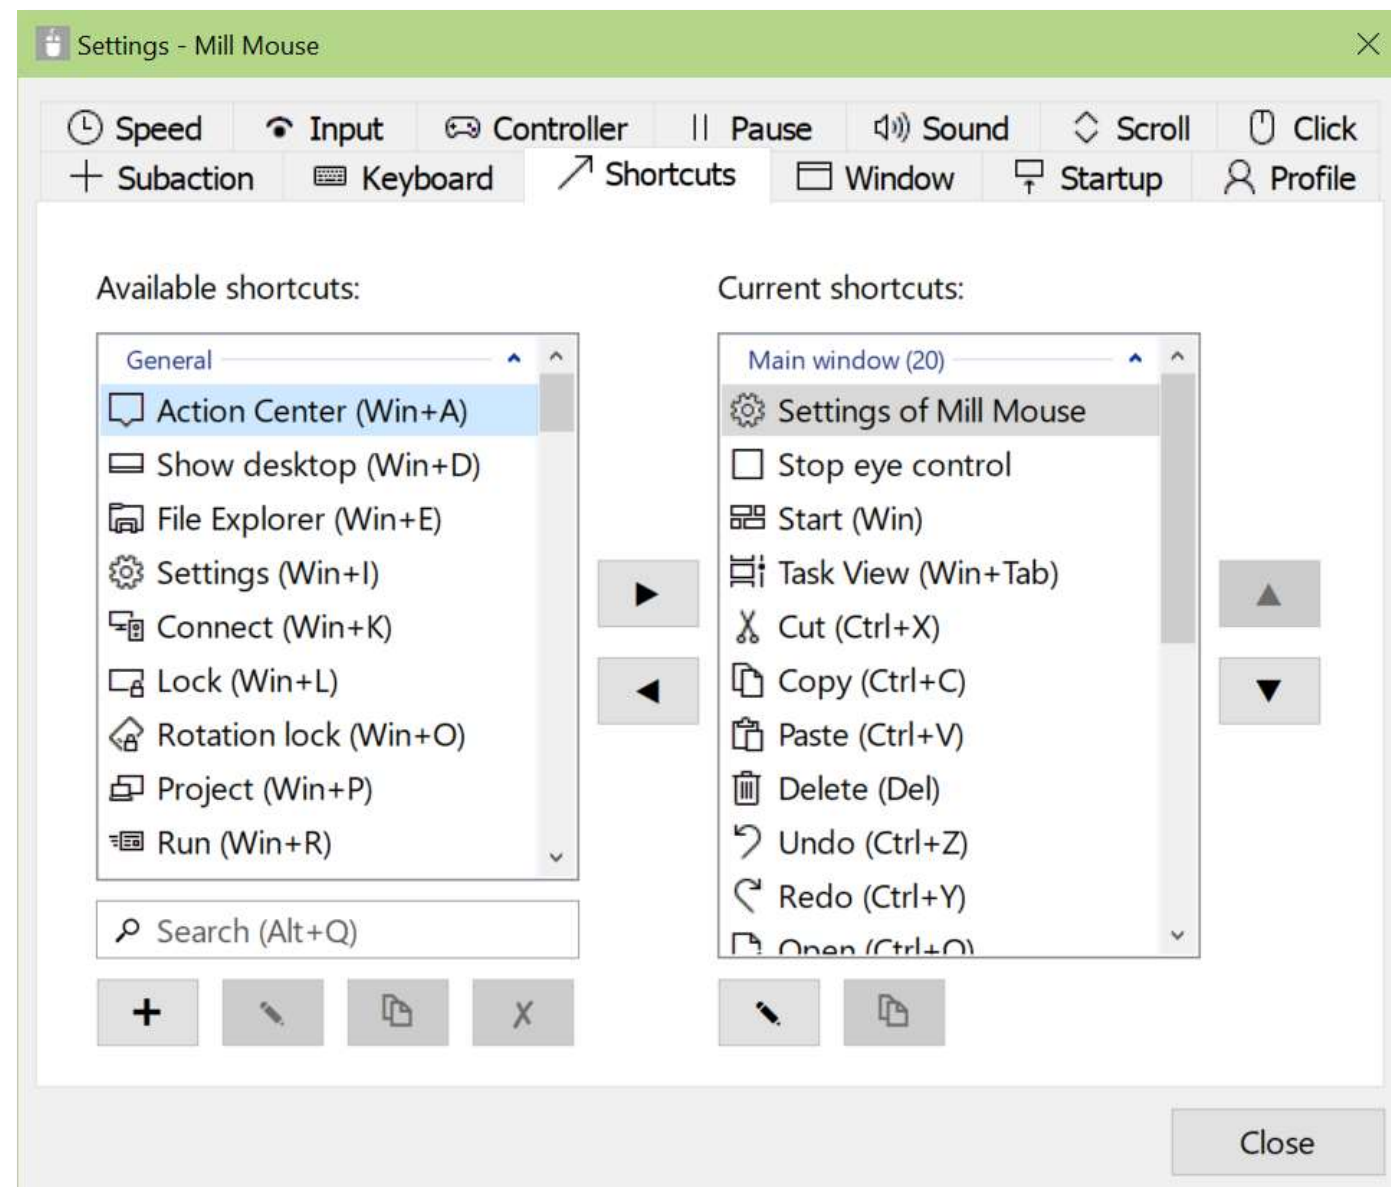 Settings - Mill Mouse
Speed Input Controller Pause Sound Scroll Click
Subaction Keyboard Shortcuts Window Startup Profile
Available shortcuts:
General
Action Center (Win+A)
Show desktop (Win+D)
File Explorer (Win+E)
Settings (Win+I)
Connect (Win+K)
Lock (Win+L)
Rotation lock (Win+O)
Project (Win+P)
Run (Win+R)
Search (Alt+Q)
Current shortcuts:
Main window (20)
Settings of Mill Mouse
Stop eye control
Start (Win)
Task View (Win+Tab)
Cut (Ctrl+X)
Copy (Ctrl+C)
Paste (Ctrl+V)
Delete (Del)
Undo (Ctrl+Z)
Redo (Ctrl+Y)
Open (Ctrl+O)
Close